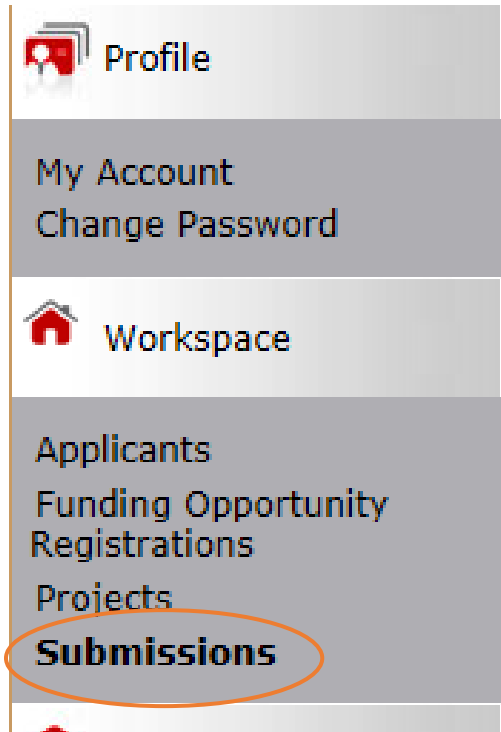 Profile
My Account
Change Password
Workspace
Applicants
Funding Opportunity
Registrations
Projects
Submissions